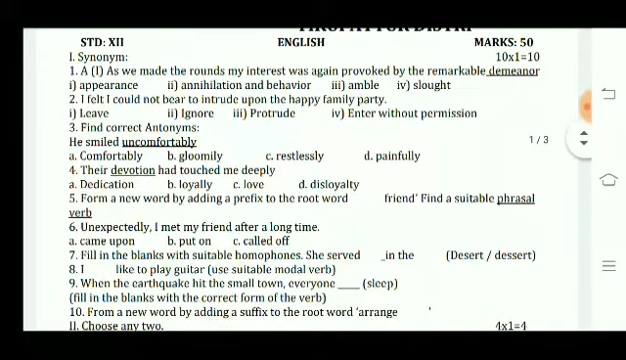 STD: XII ENGLISH MARKS: 50
I. Synonym: 10x1=10
1. A (I) As we made the rounds my interest was again provoked by the remarkable demeanor
i) appearance ii) annihilation and behavior iii) amble iv) slought
2. I felt I could not bear to intrude upon the happy family party.
i) Leave ii) Ignore iii) Protrude iv) Enter without permission
3. Find correct Antonyms:
He smiled uncomfortably
1 / 3
a. Comfortably b. gloomily c. restlessly d. painfully
4. Their devotion had touched me deeply
a. Dedication b. loyally c. love d. disloyalty
5. Form a new word by adding a prefix to the root word friend' Find a suitable phrasal
verb
6. Unexpectedly, I met my friend after a long time.
a. came upon b. put on c. called off
7. Fill in the blanks with suitable homophones. She served _in the (Desert / dessert)
8. I like to play guitar (use suitable modal verb)
9. When the earthquake hit the small town, everyone ____ (sleep)
(fill in the blanks with the correct form of the verb)
10. From a new word by adding a suffix to the root word 'arrange '
II. Choose any two. 4x1=4